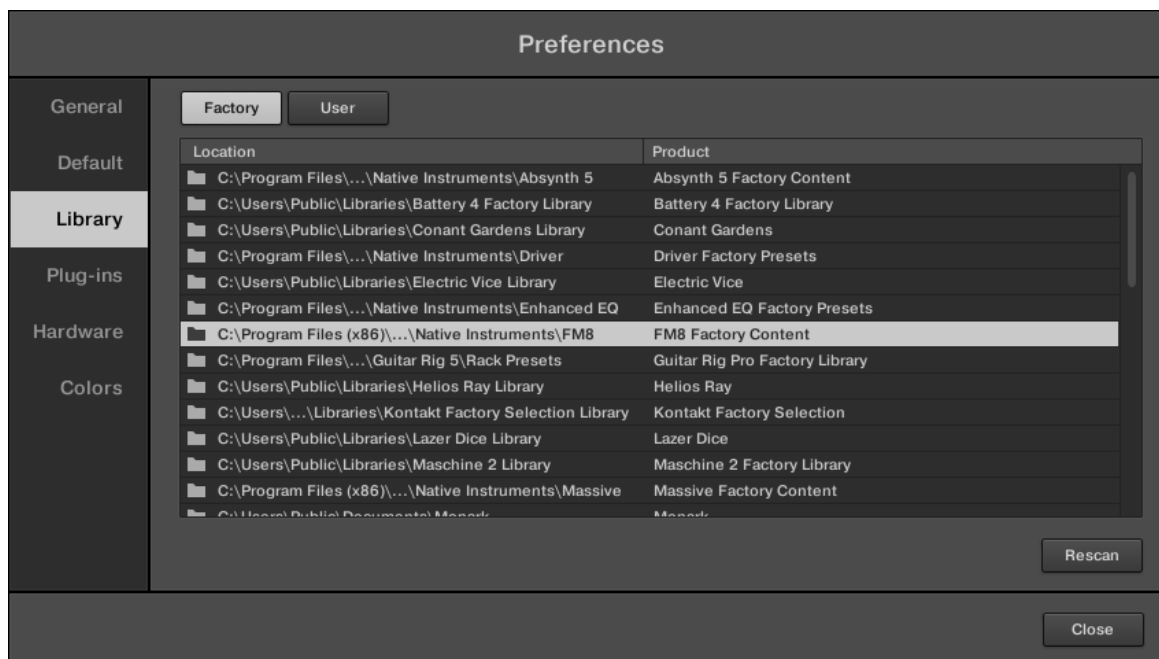 Preferences
General
Default
Library
Plug-ins
Hardware
Colors
Factory User
Location Product
C:\Program Files\...\Native Instruments\Absynth 5 Absynth 5 Factory Content
C:\Users\Public\Libraries\Battery 4 Factory Library Battery 4 Factory Library
C:\Users\Public\Libraries\Conant Gardens Library Conant Gardens
C:\Program Files\...\Native Instruments\Driver Driver Factory Presets
C:\Users\Public\Libraries\Electric Vice Library Electric Vice
C:\Program Files\...\Native Instruments\Enhanced EQ Enhanced EQ Factory Presets
C:\Program Files (x86)\...\Native Instruments\FM8 FM8 Factory Content
C:\Program Files\...\Guitar Rig 5\Rack Presets Guitar Rig Pro Factory Library
C:\Users\Public\Libraries\Helios Ray Library Helios Ray
C:\Users\...\Libraries\Kontakt Factory Selection Library Kontakt Factory Selection
C:\Users\Public\Libraries\Lazer Dice Library Lazer Dice
C:\Users\Public\Libraries\Maschine 2 Library Maschine 2 Factory Library
C:\Program Files (x86)\...\Native Instruments\Massive Massive Factory Content
C:\Users\Public\Documents\Monark Monark
Rescan
Close